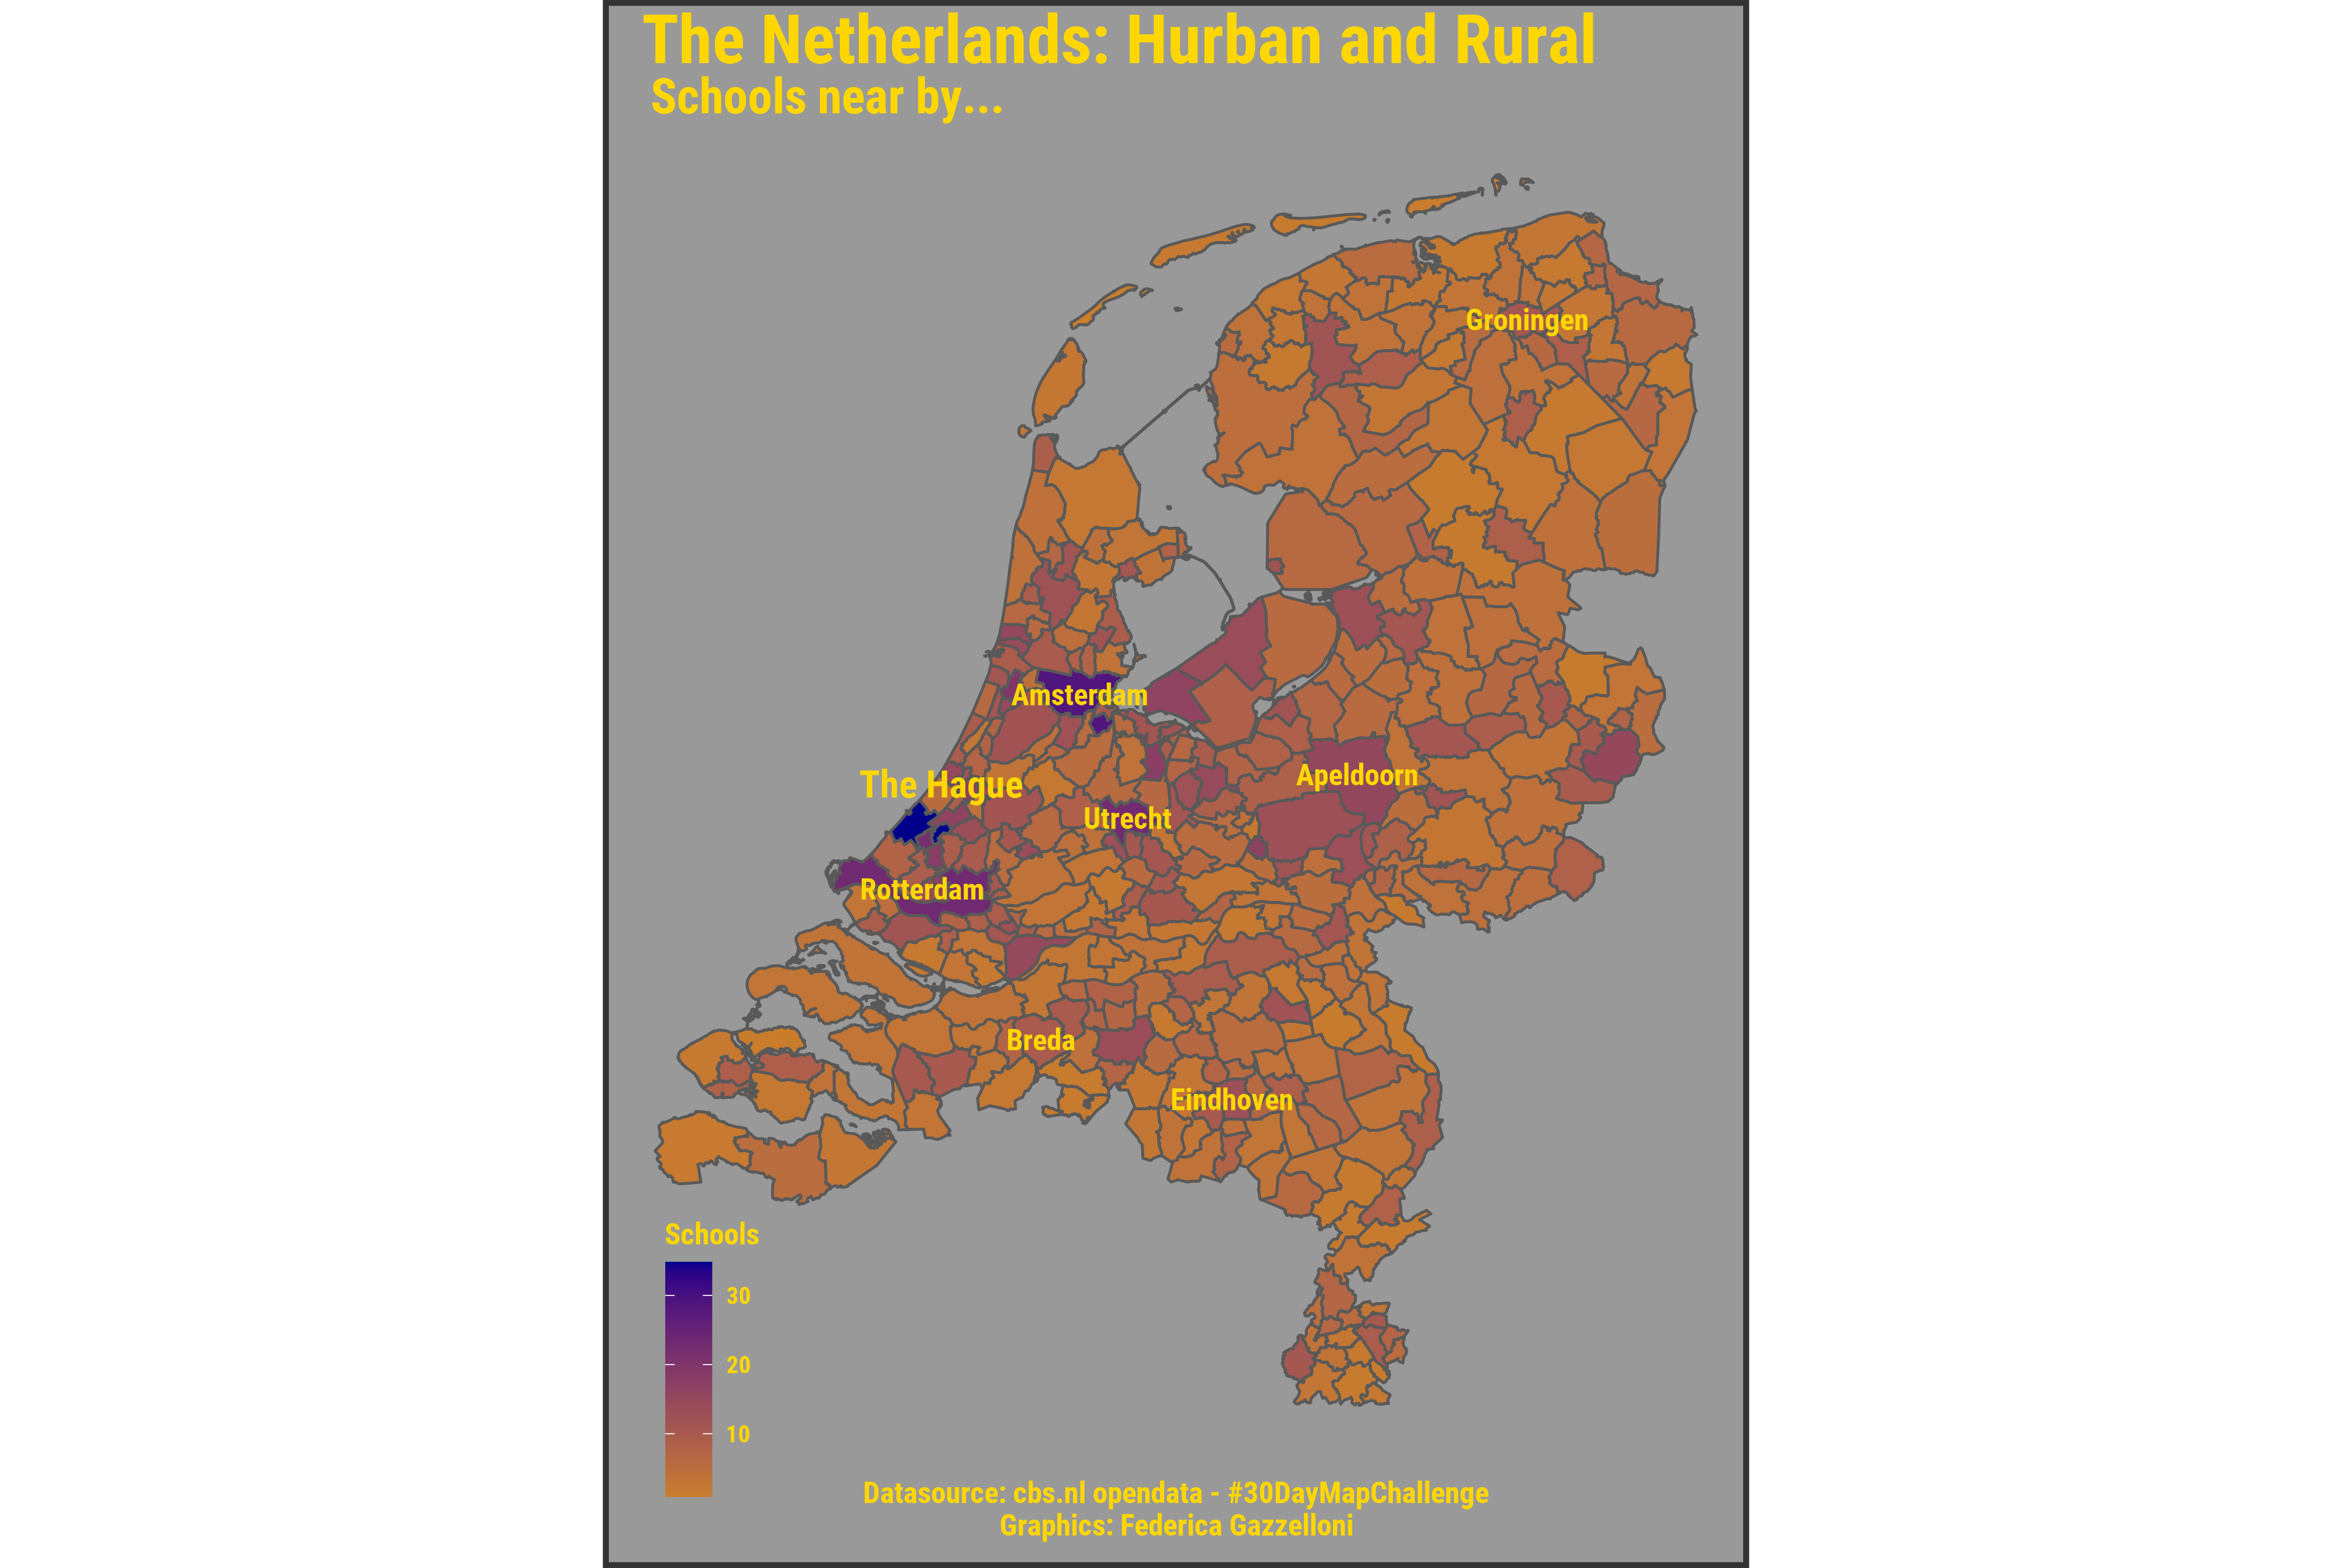 The Netherlands: Hurban and Rural
Schools near by...
Groningen
Amsterdam
The Hague
Apeldoorn
Utrecht
Rotterdam
Breda
Eindhoven
Schools
30
20
10
Datasource: cbs.nl opendata - #30DayMapChallenge
Graphics: Federica Gazzelloni